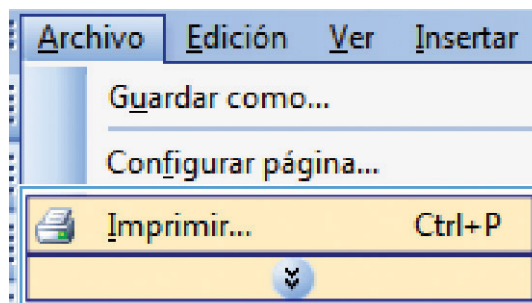 Archivo Edición Ver Insertar
Guardar como...
Configurar página...
Imprimir... Ctrl+P